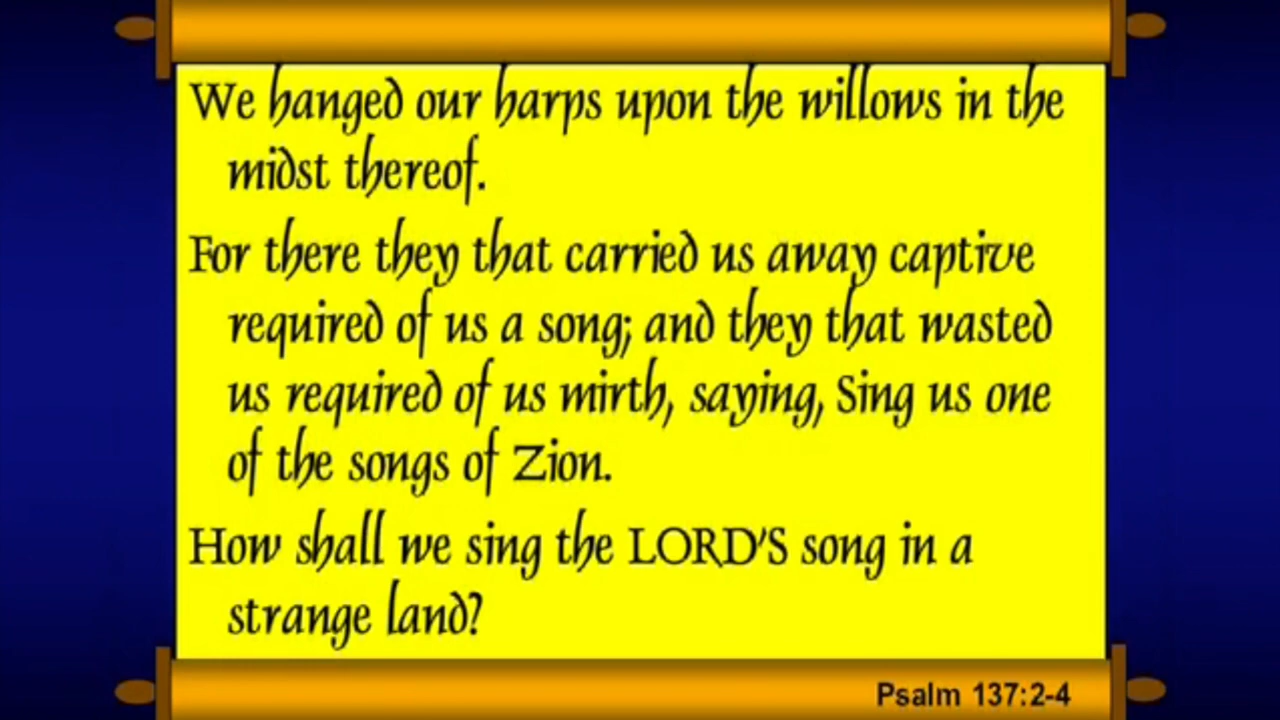 We hanged our harps upon the willows in the
midst thereof.
For there they that carried us away captive
required of us a song; and they that wasted
us required of us mirth, saying, Sing us one
of the songs of Zion.
How shall we sing the LORD'S song in a
strange land?
Psalm 137:2-4